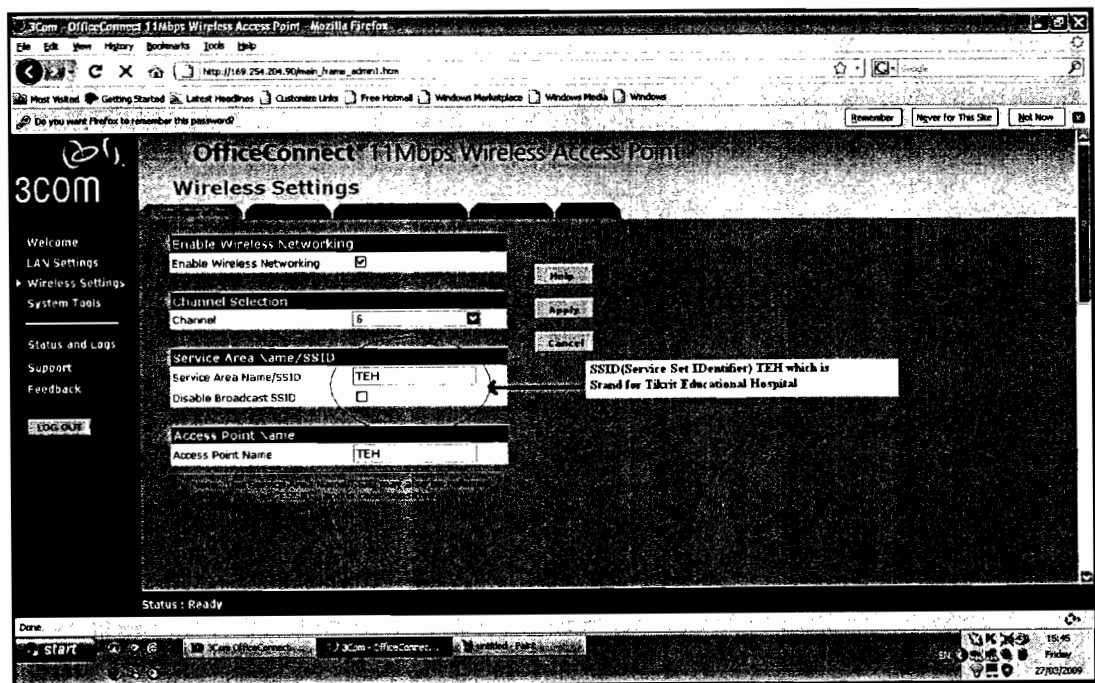 3Com - OfficeConnect 11Mbps Wireless Access Point - Mozilla Firefox
File Edit View History Bookmarks Tools Help
http://169.254.204.90/main_frame_admn1.htm
Most Visited Getting Started Latest Headlines Customize Links Free Hotmail Windows Marketplace Windows Media Windows
Do you want Firefox to remember this password? Remember Never for This Site Not Now
3COM
OfficeConnect 11Mbps Wireless Access Point
Wireless Settings
Welcome
LAN Settings
Wireless Settings
System Tools
Status and Logs
Support
Feedback
LOG OUT
Enable Wireless Networking
Enable Wireless Networking
Channel Selection
Channel 6
Service Area Name/SSID
Service Area Name/SSID TEH
Disable Broadcast SSID
Access Point Name
Access Point Name TEH
Help
Apply
Cancel
SSID(Service Set IDentifier) TEH which is
Stand for Tikrit Educational Hospital
Status : Ready
Done
start 3Com OfficeConnect 3Com - OfficeConnec... EN 15:45
Friday
27/03/2009